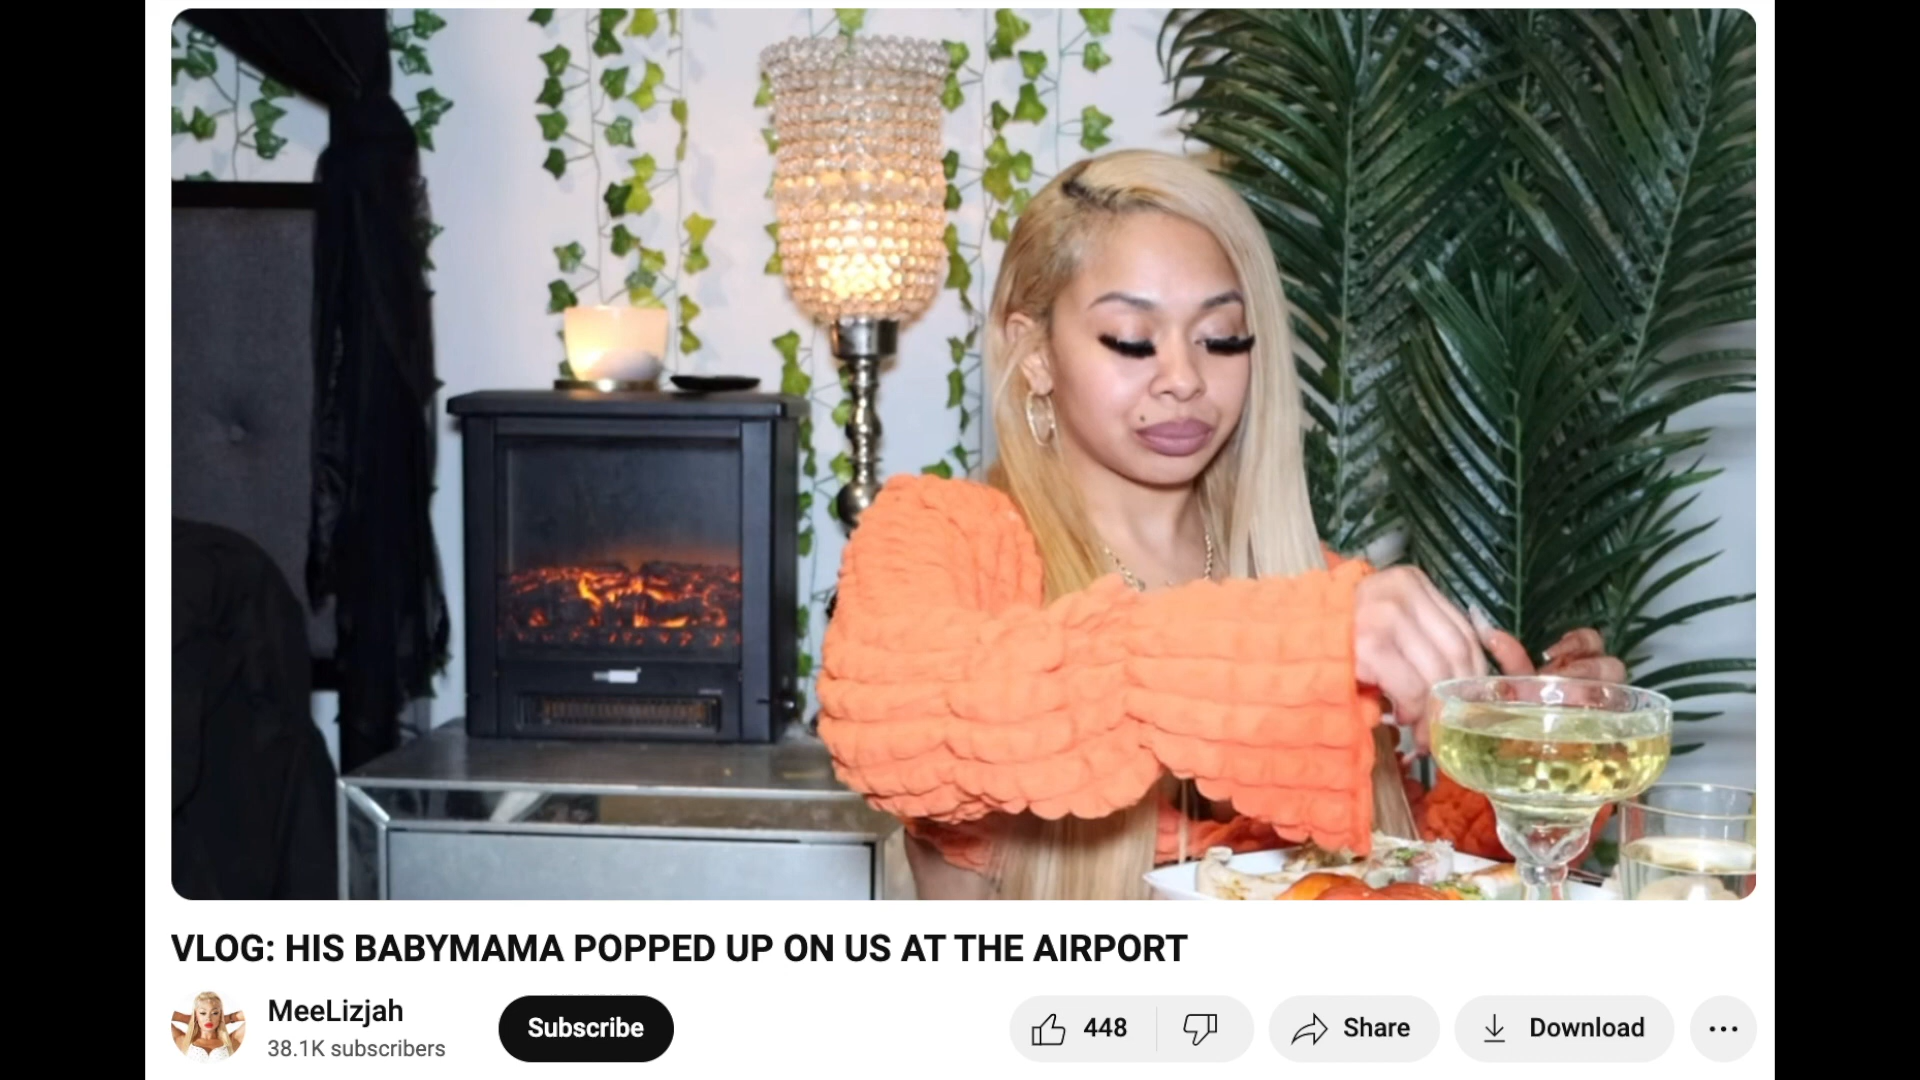 VLOG: HIS BABYMAMA POPPED UP ON US AT THE AIRPORT
MeeLizjah
38.1K subscribers
Subscribe
448
Share
Download